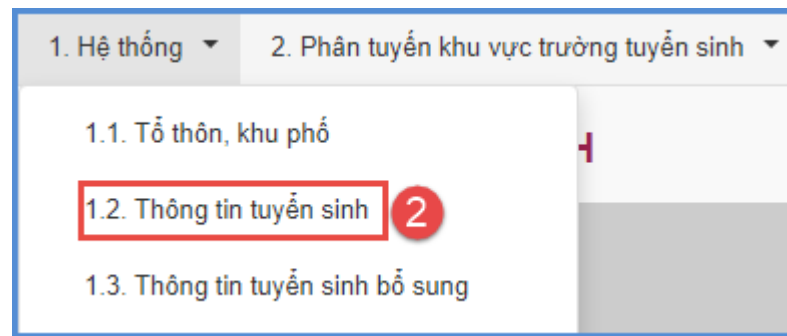 1. Hệ thống 2. Phân tuyến khu vực trường tuyển sinh
1.1. Tổ thôn, khu phố
H
1.2. Thông tin tuyển sinh 2
1.3. Thông tin tuyển sinh bổ sung